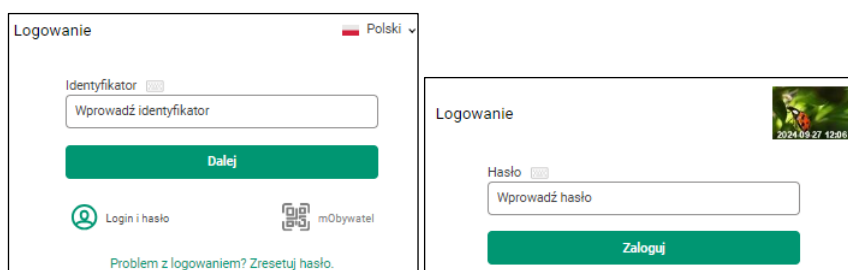 Logowanie
Polski
Identyfikator
Wprowadź identyfikator
Dalej
Login i hasło
mObywatel
Problem z logowaniem? Zresetuj hasło.
Logowanie
2024-09-27 12:06
Hasło
Wprowadź hasło
Zaloguj